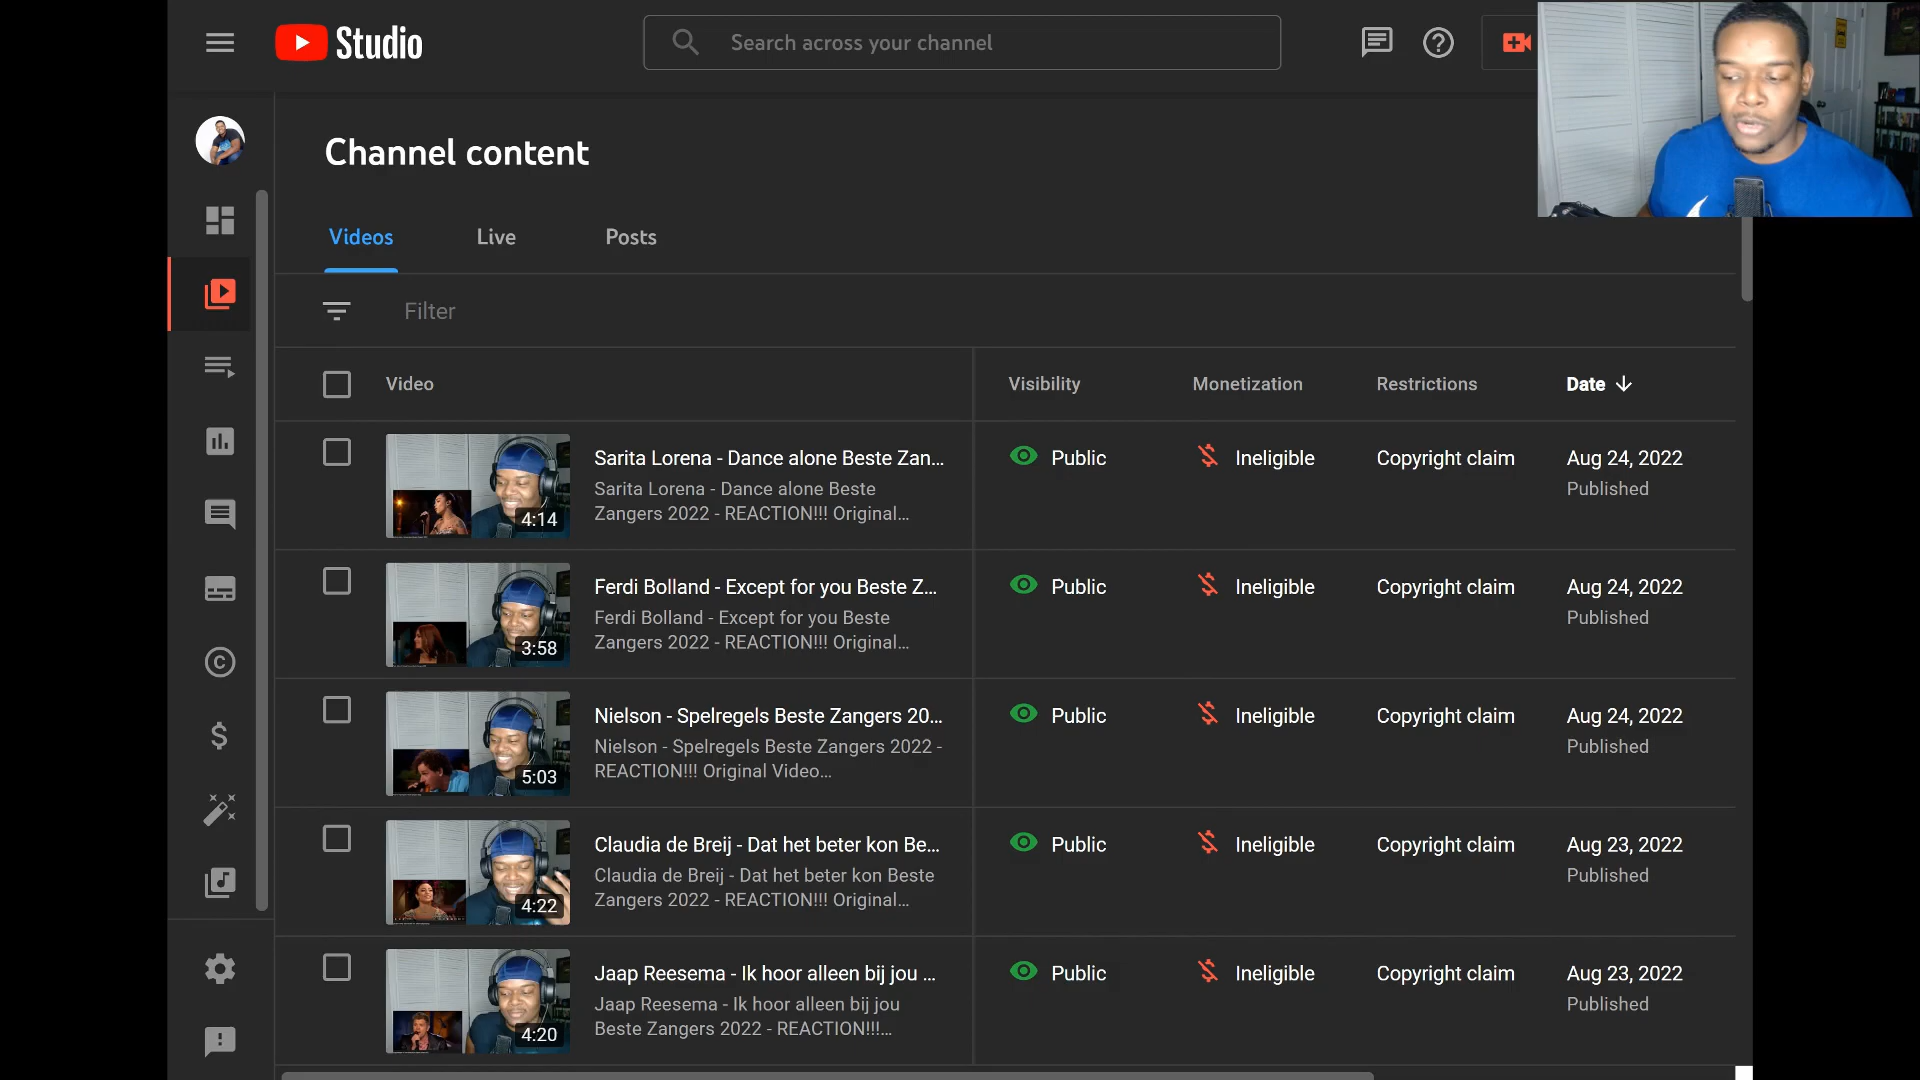 Studio
Search across your channel
Channel content
Videos Live Posts
Filter
Video Visibility Monetization Restrictions Date
Sarita Lorena - Dance alone Beste Zan... Public Ineligible Copyright claim Aug 24, 2022
Sarita Lorena - Dance alone Beste Published
Zangers 2022 - REACTION!!! Original...
4:14
Ferdi Bolland - Except for you Beste Z... Public Ineligible Copyright claim Aug 24, 2022
Ferdi Bolland - Except for you Beste Published
Zangers 2022 - REACTION!!! Original...
3:58
Nielson - Spelregels Beste Zangers 20... Public Ineligible Copyright claim Aug 24, 2022
Nielson - Spelregels Beste Zangers 2022 - Published
REACTION!!! Original Video...
5:03
Claudia de Breij - Dat het beter kon Be... Public Ineligible Copyright claim Aug 23, 2022
Claudia de Breij - Dat het beter kon Beste Published
Zangers 2022 - REACTION!!! Original...
4:22
Jaap Reesema - Ik hoor alleen bij jou ... Public Ineligible Copyright claim Aug 23, 2022
Jaap Reesema - Ik hoor alleen bij jou Published
Beste Zangers 2022 - REACTION!!!...
4:20